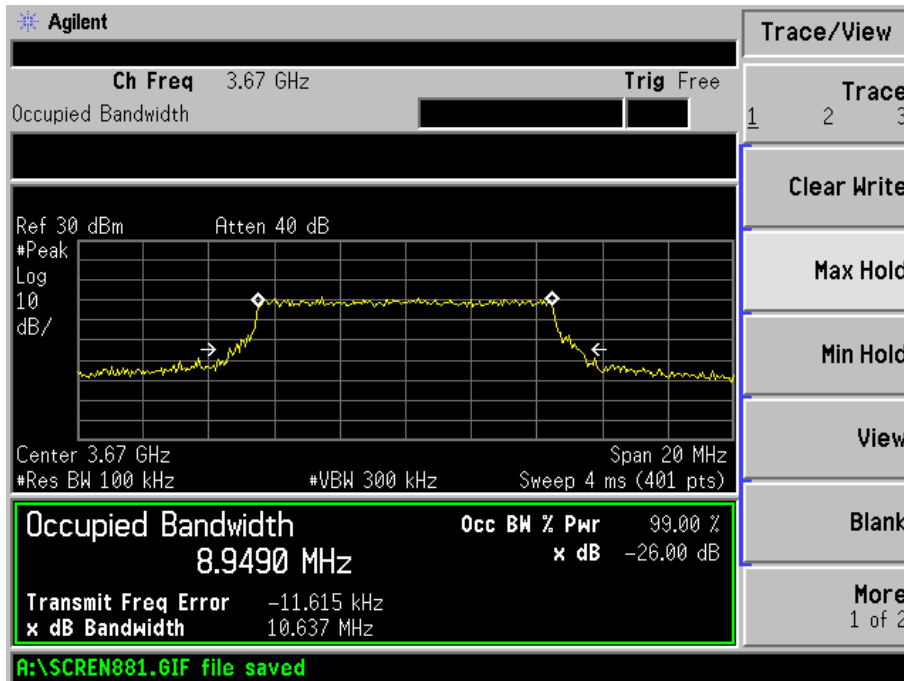 Agilent
Trace/View
Ch Freq 3.67 GHz Trig Free
Occupied Bandwidth
Trace
1 2 3
Clear Write
Max Hold
Min Hold
View
Blank
More
1 of 2
Ref 30 dBm Atten 40 dB
#Peak
Log
10
dB/
Center 3.67 GHz Span 20 MHz
#Res BW 100 kHz #VBW 300 kHz Sweep 4 ms (401 pts)
Occupied Bandwidth Occ BW % Pwr 99.00 %
8.9490 MHz x dB -26.00 dB
Transmit Freq Error -11.615 kHz
x dB Bandwidth 10.637 MHz
A:\SCREN881.GIF file saved